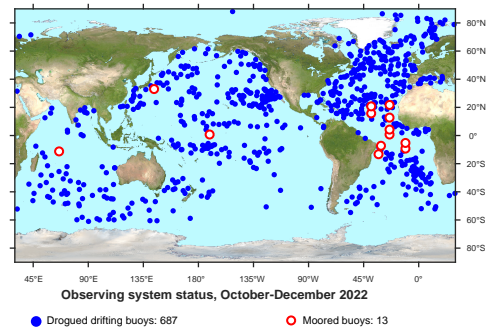 80°N
60°N
40°N
20°N
0°
20°S
40°S
60°S
80°S
45°E 90°E 135°E 180° 135°W 90°W 45°W 0°
Observing system status, October-December 2022
Drogued drifting buoys: 687 Moored buoys: 13